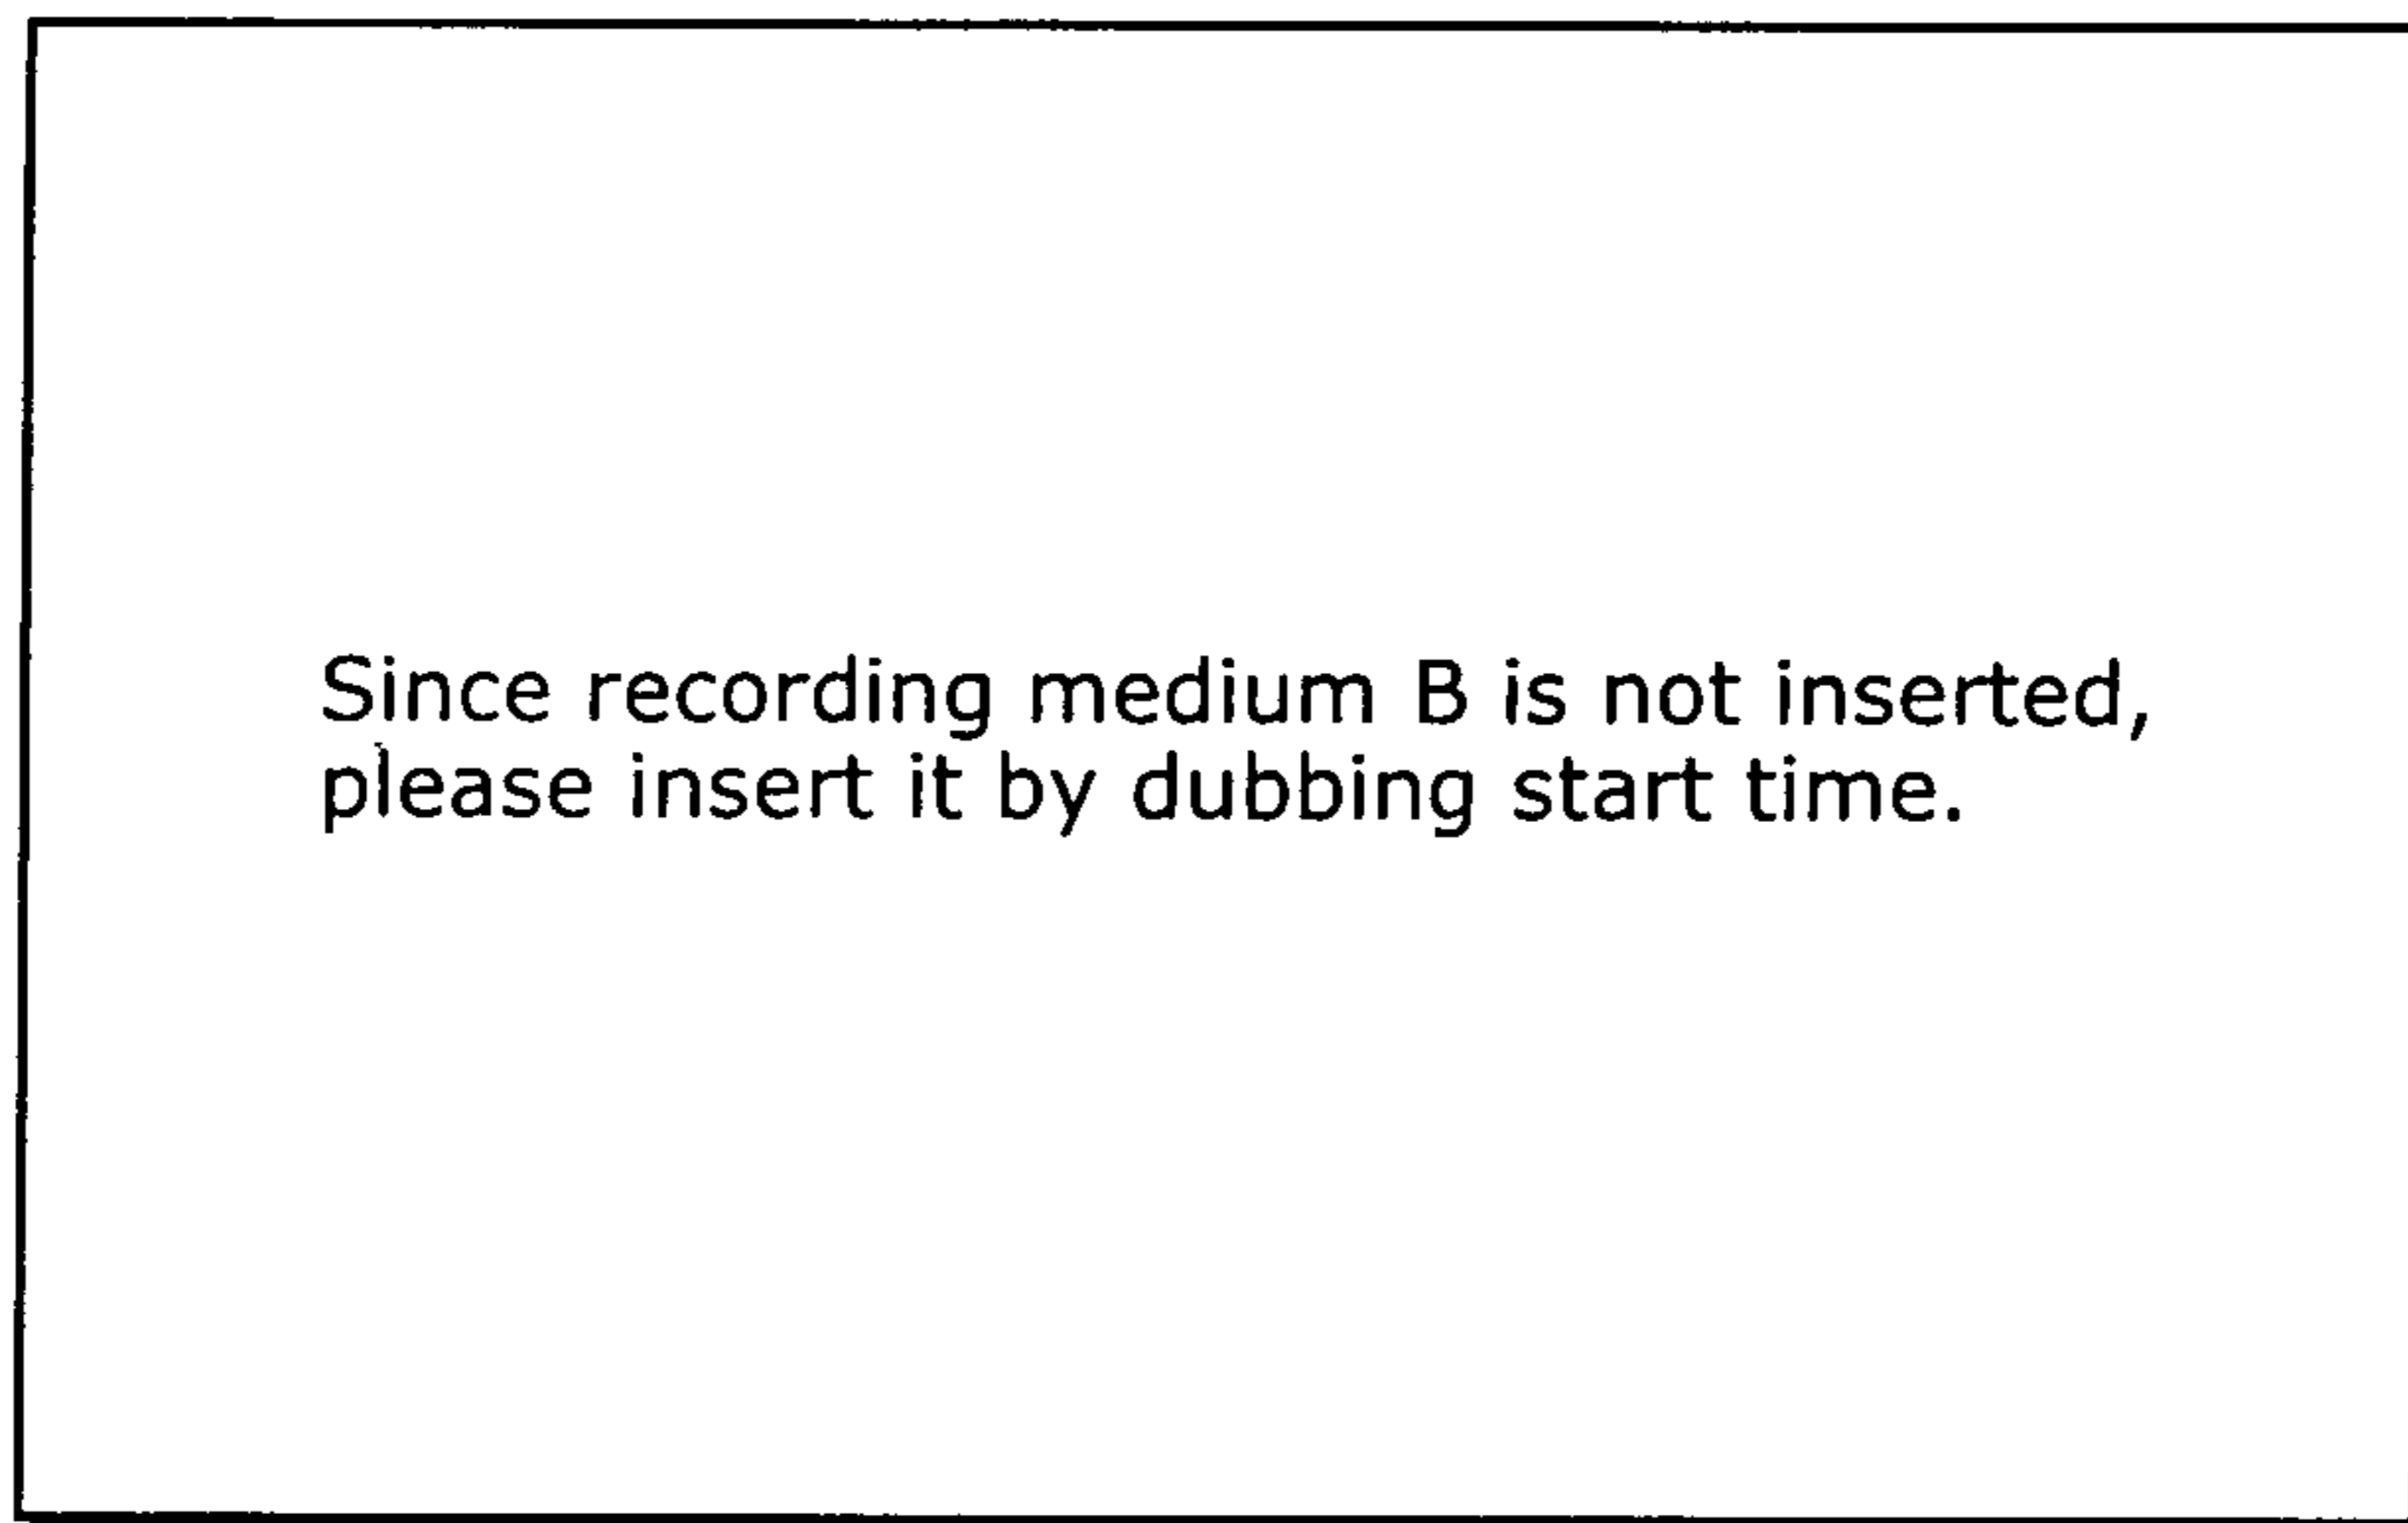 Since recording medium B is not inserted,
please insert it by dubbing start time.